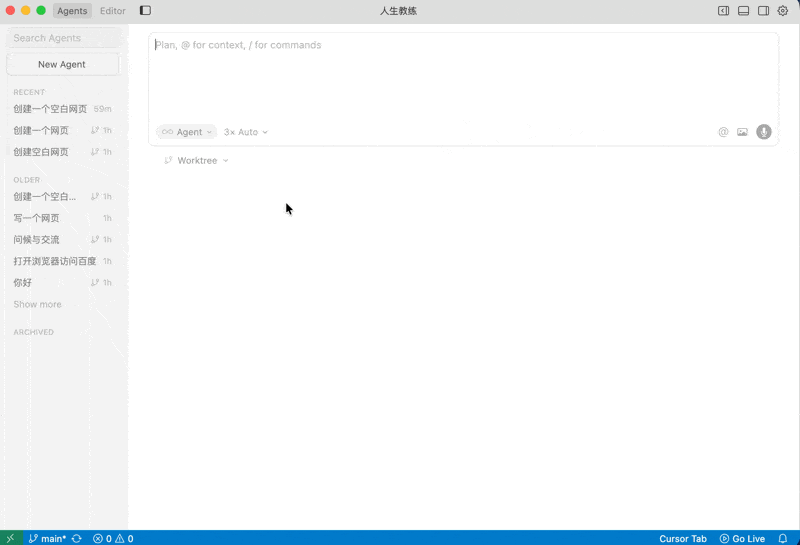 Agents Editor 人生教练
Search Agents
New Agent
RECENT
创建一个空白网页 59m
创建一个网页 1h
创建空白网页 1h
OLDER
创建一个空白... 1h
写一个网页 1h
问候与交流 1h
打开浏览器访问百度 1h
你好 1h
Show more
ARCHIVED
Plan, @ for context, / for commands
Agent 3× Auto @
Worktree
main* 0 0 Cursor Tab Go Live